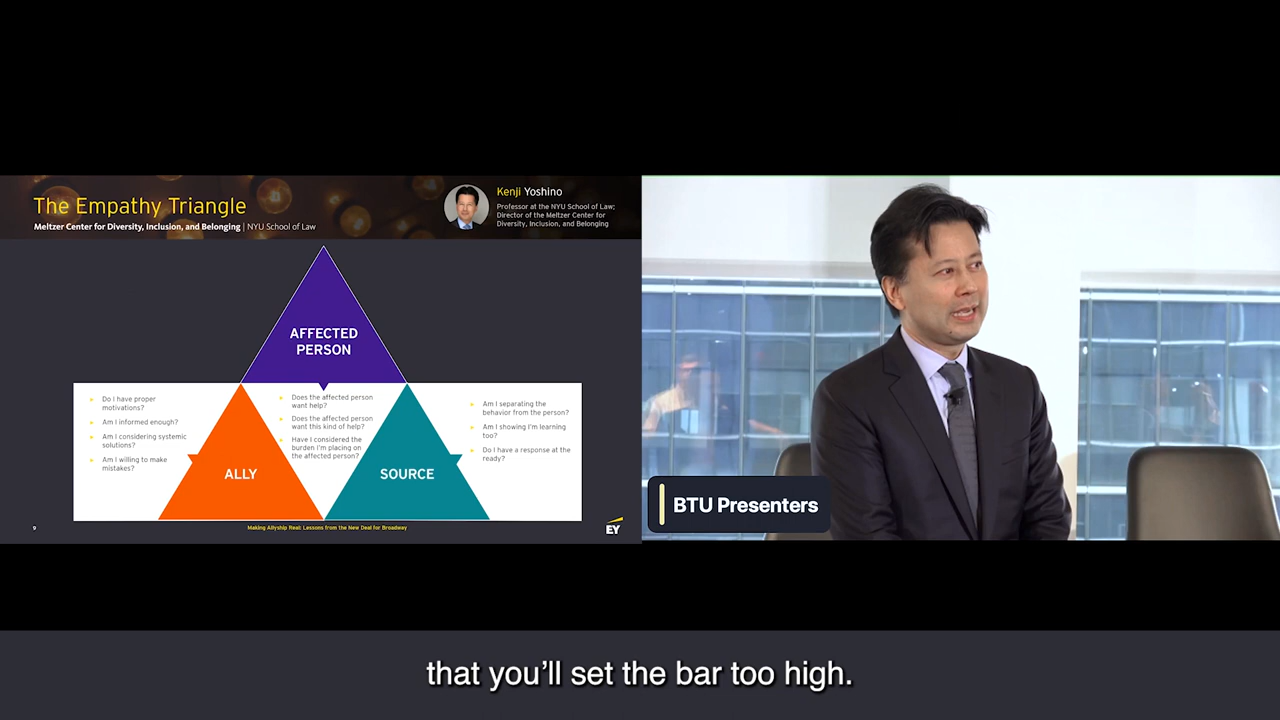 The Empathy Triangle
Meltzer Center for Diversity, Inclusion, and Belonging | NYU School of Law
Kenji Yoshino
Professor at the NYU School of Law;
Director of the Meltzer Center for
Diversity, Inclusion, and Belonging
AFFECTED
PERSON
Do I have proper
motivations?
Am I informed enough?
Am I considering systemic
solutions?
Am I willing to make
mistakes?
ALLY
Does the affected person
want help?
Does the affected person
want this kind of help?
Have I considered the
burden I'm placing on
the affected person?
SOURCE
Am I separating the
behavior from the person?
Am I showing I'm learning
too?
Do I have a response at the
ready?
9
Making Allyship Real: Lessons from the New Deal for Broadway
EY
BTU Presenters
that you'll set the bar too high.